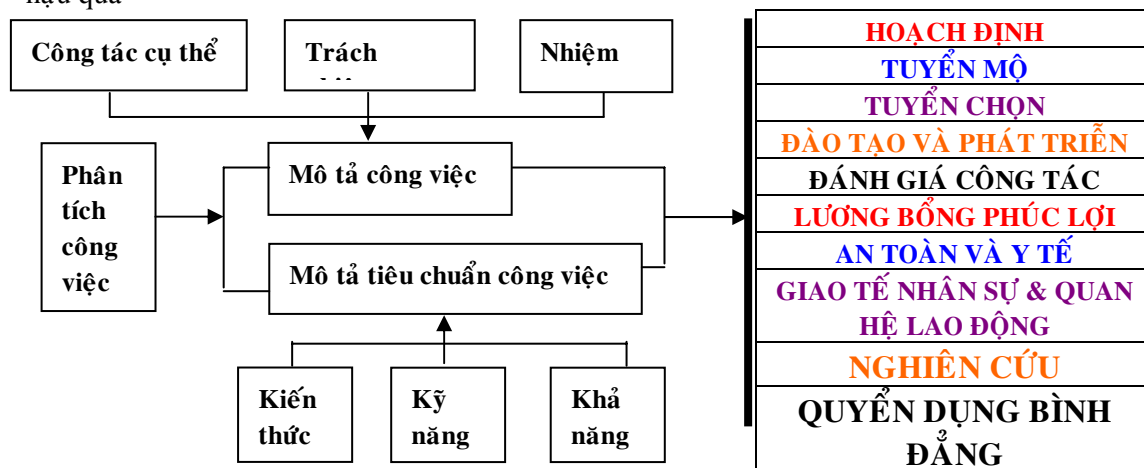 Công tác cụ thể
Trách
Nhiệm
Phân
tích
công
việc
Mô tả công việc
Mô tả tiêu chuẩn công việc
Kiến
thức
Kỹ
năng
Khả
năng
HOẠCH ĐỊNH
TUYỂN MỘ
TUYỂN CHỌN
ĐÀO TẠO VÀ PHÁT TRIỄN
ĐÁNH GIÁ CÔNG TÁC
LƯƠNG BỔNG PHÚC LỢI
AN TOÀN VÀ Y TẾ
GIAO TẾ NHÂN SỰ & QUAN
HỆ LAO ĐỘNG
NGHIÊN CỨU
QUYỂN DỤNG BÌNH
ĐẲNG